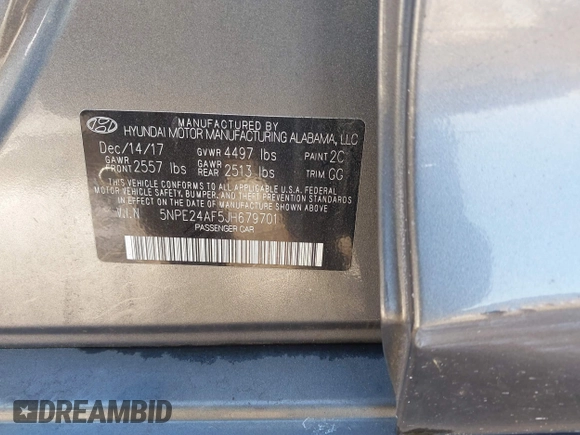 MANUFACTURED BY
HYUNDAI MOTOR MANUFACTURING ALABAMA, LLC
Dec/14/17 GVWR 4497 lbs PAINT 2C
GAWR FRONT 2557 lbs GAWR REAR 2513 lbs TRIM GG
THIS VEHICLE CONFORMS TO ALL APPLICABLE U.S.A. FEDERAL
MOTOR VEHICLE SAFETY, BUMPER, AND THEFT PREVENTION STANDARDS
IN EFFECT ON THE DATE OF MANUFACTURE SHOWN ABOVE
V.I.N 5NPE24AF5JH679701
PASSENGER CAR
DREAMBID